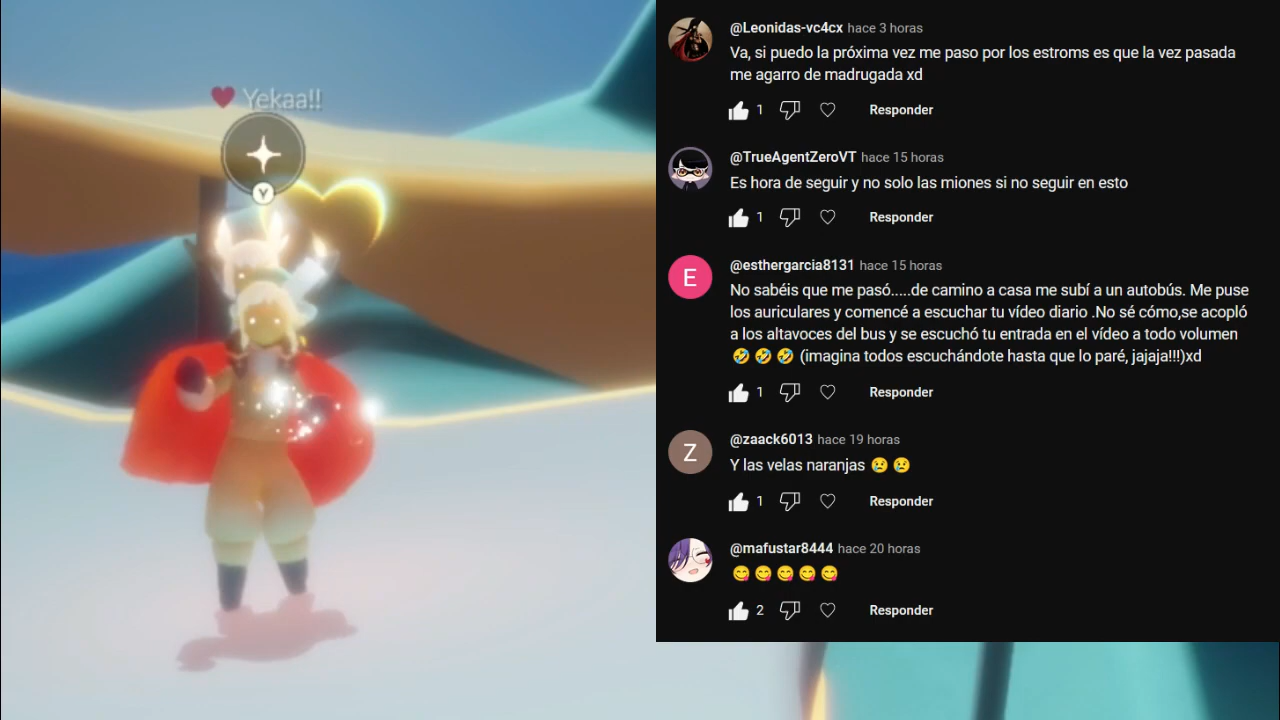 Yekaa!!
Y
@Leonidas-vc4cx hace 3 horas
Va, si puedo la próxima vez me paso por los estroms es que la vez pasada
me agarro de madrugada xd
1 Responder
@TrueAgentZeroVT hace 15 horas
Es hora de seguir y no solo las miones si no seguir en esto
1 Responder
E
@esthergarcia8131 hace 15 horas
No sabéis que me pasó.....de camino a casa me subí a un autobús. Me puse
los auriculares y comencé a escuchar tu vídeo diario .No sé cómo,se acopló
a los altavoces del bus y se escuchó tu entrada en el vídeo a todo volumen
🤣 🤣 🤣 (imagina todos escuchándote hasta que lo paré, jajaja!!!)xd
1 Responder
Z
@zaack6013 hace 19 horas
Y las velas naranjas 😢 😢
1 Responder
@mafustar8444 hace 20 horas
😋 😋 😋 😋 😋
2 Responder